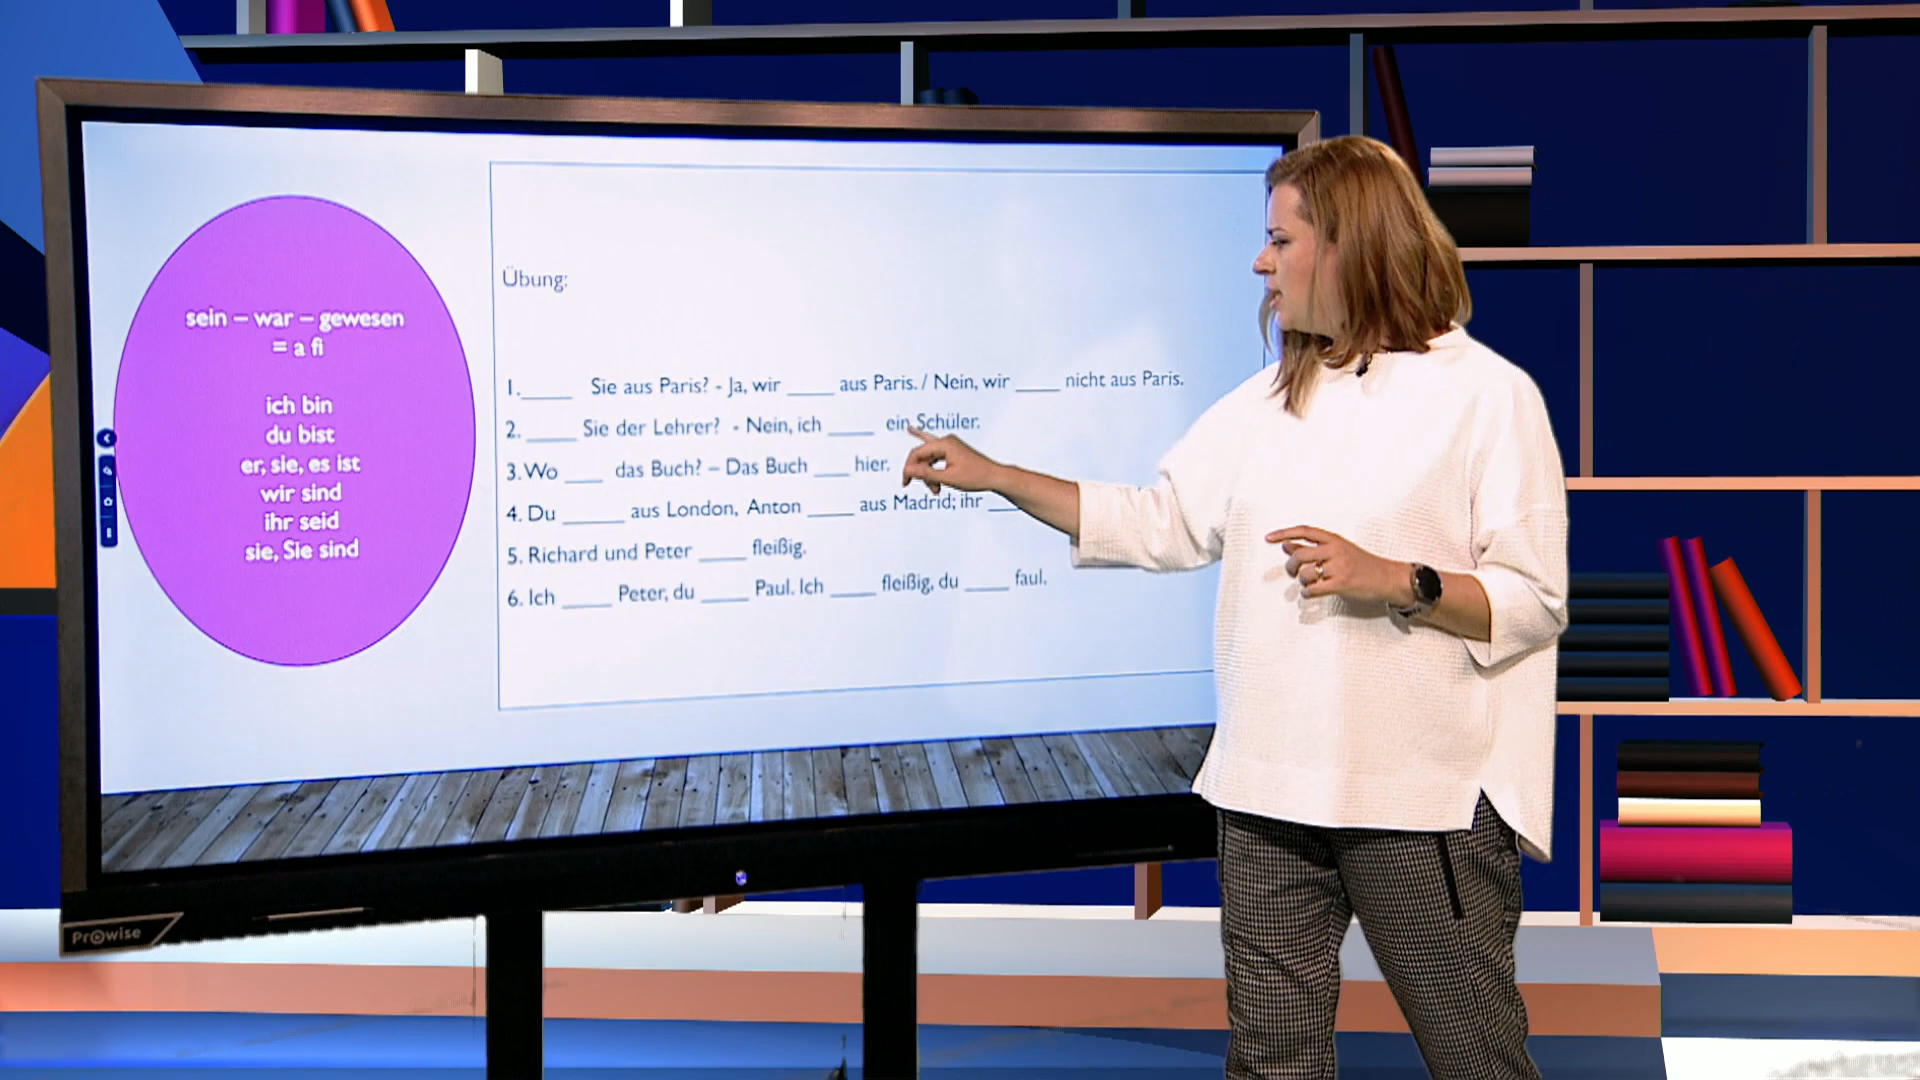 sein – war – gewesen
= a fi
ich bin
du bist
er, sie, es ist
wir sind
ihr seid
sie, Sie sind
Übung:
1.____ Sie aus Paris? - Ja, wir ____ aus Paris. / Nein, wir ____ nicht aus Paris.
2. ____ Sie der Lehrer? - Nein, ich ____ ein Schüler.
3. Wo ___ das Buch? – Das Buch ___ hier.
4. Du _____ aus London, Anton ____ aus Madrid; ihr __
5. Richard und Peter ____ fleißig.
6. Ich ____ Peter, du ____ Paul. Ich ____ fleißig, du ____ faul.
Prowise